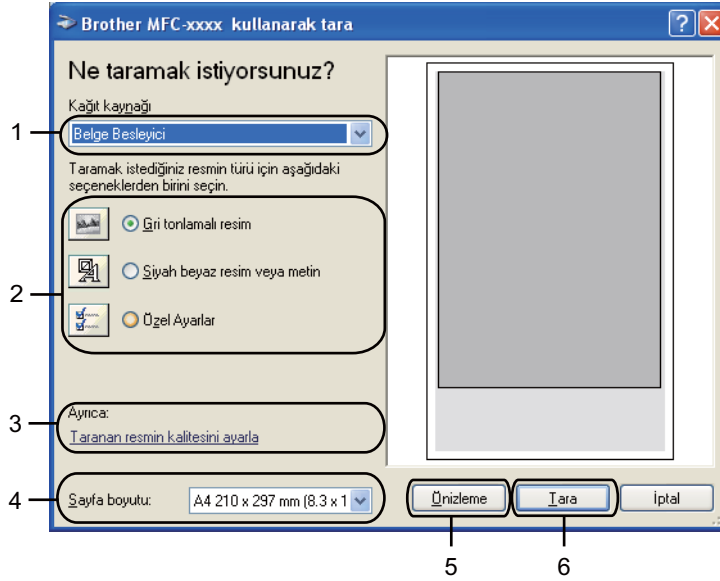 Brother MFC-xxxx kullanarak tara
Ne taramak istiyorsunuz?
Kağıt kaynağı
1
Belge Besleyici
Taramak istediğiniz resmin türü için aşağıdaki
seçeneklerden birini seçin.
Gri tonlamalı resim
Siyah beyaz resim veya metin
2
Özel Ayarlar
Ayrıca:
3
Taranan resmin kalitesini ayarla
4
Sayfa boyutu:
A4 210 x 297 mm (8.3 x 1
Önizleme
Tara
İptal
5
6